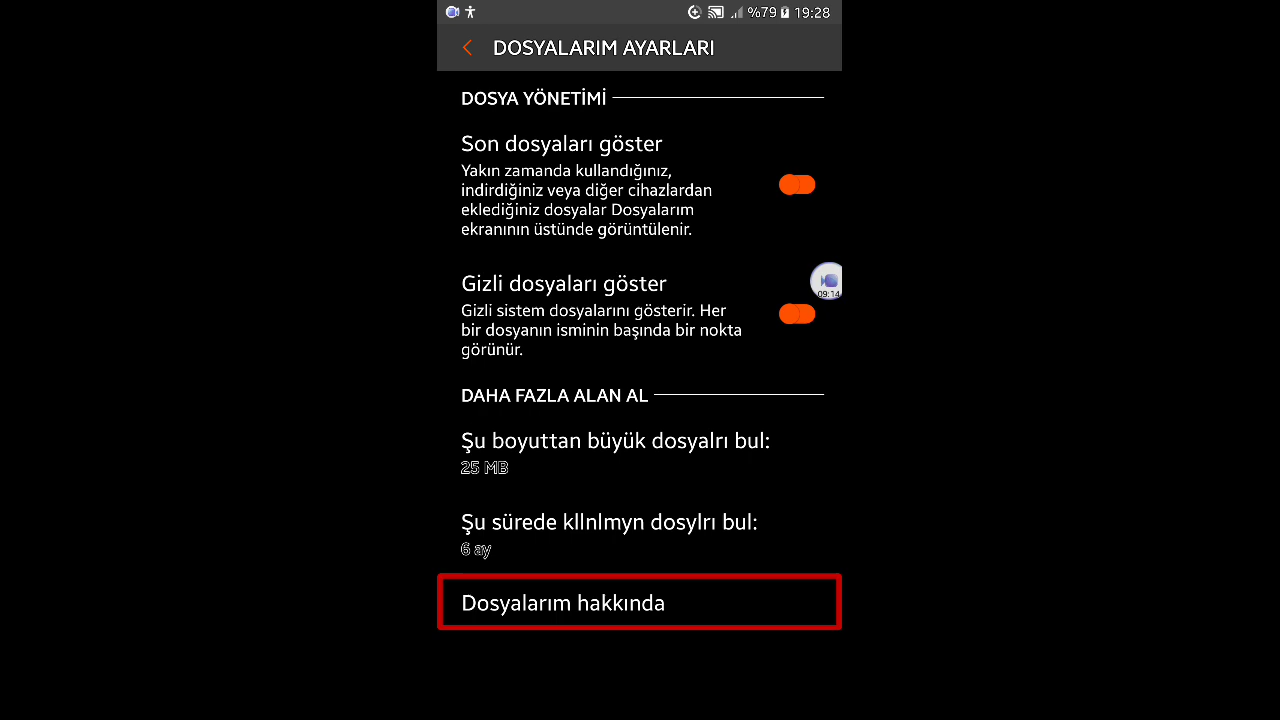 %79 19:28
DOSYALARIM AYARLARI
DOSYA YÖNETİMİ
Son dosyaları göster
Yakın zamanda kullandığınız,
indirdiğiniz veya diğer cihazlardan
eklediğiniz dosyalar Dosyalarım
ekranının üstünde görüntülenir.
09:14
Gizli dosyaları göster
Gizli sistem dosyalarını gösterir. Her
bir dosyanın isminin başında bir nokta
görünür.
DAHA FAZLA ALAN AL
Şu boyuttan büyük dosyalrı bul:
25 MB
Şu sürede kllnlmyn dosylrı bul:
6 ay
Dosyalarım hakkında